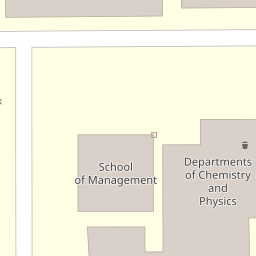 School
of Management
Departments
of Chemistry
and
Physics